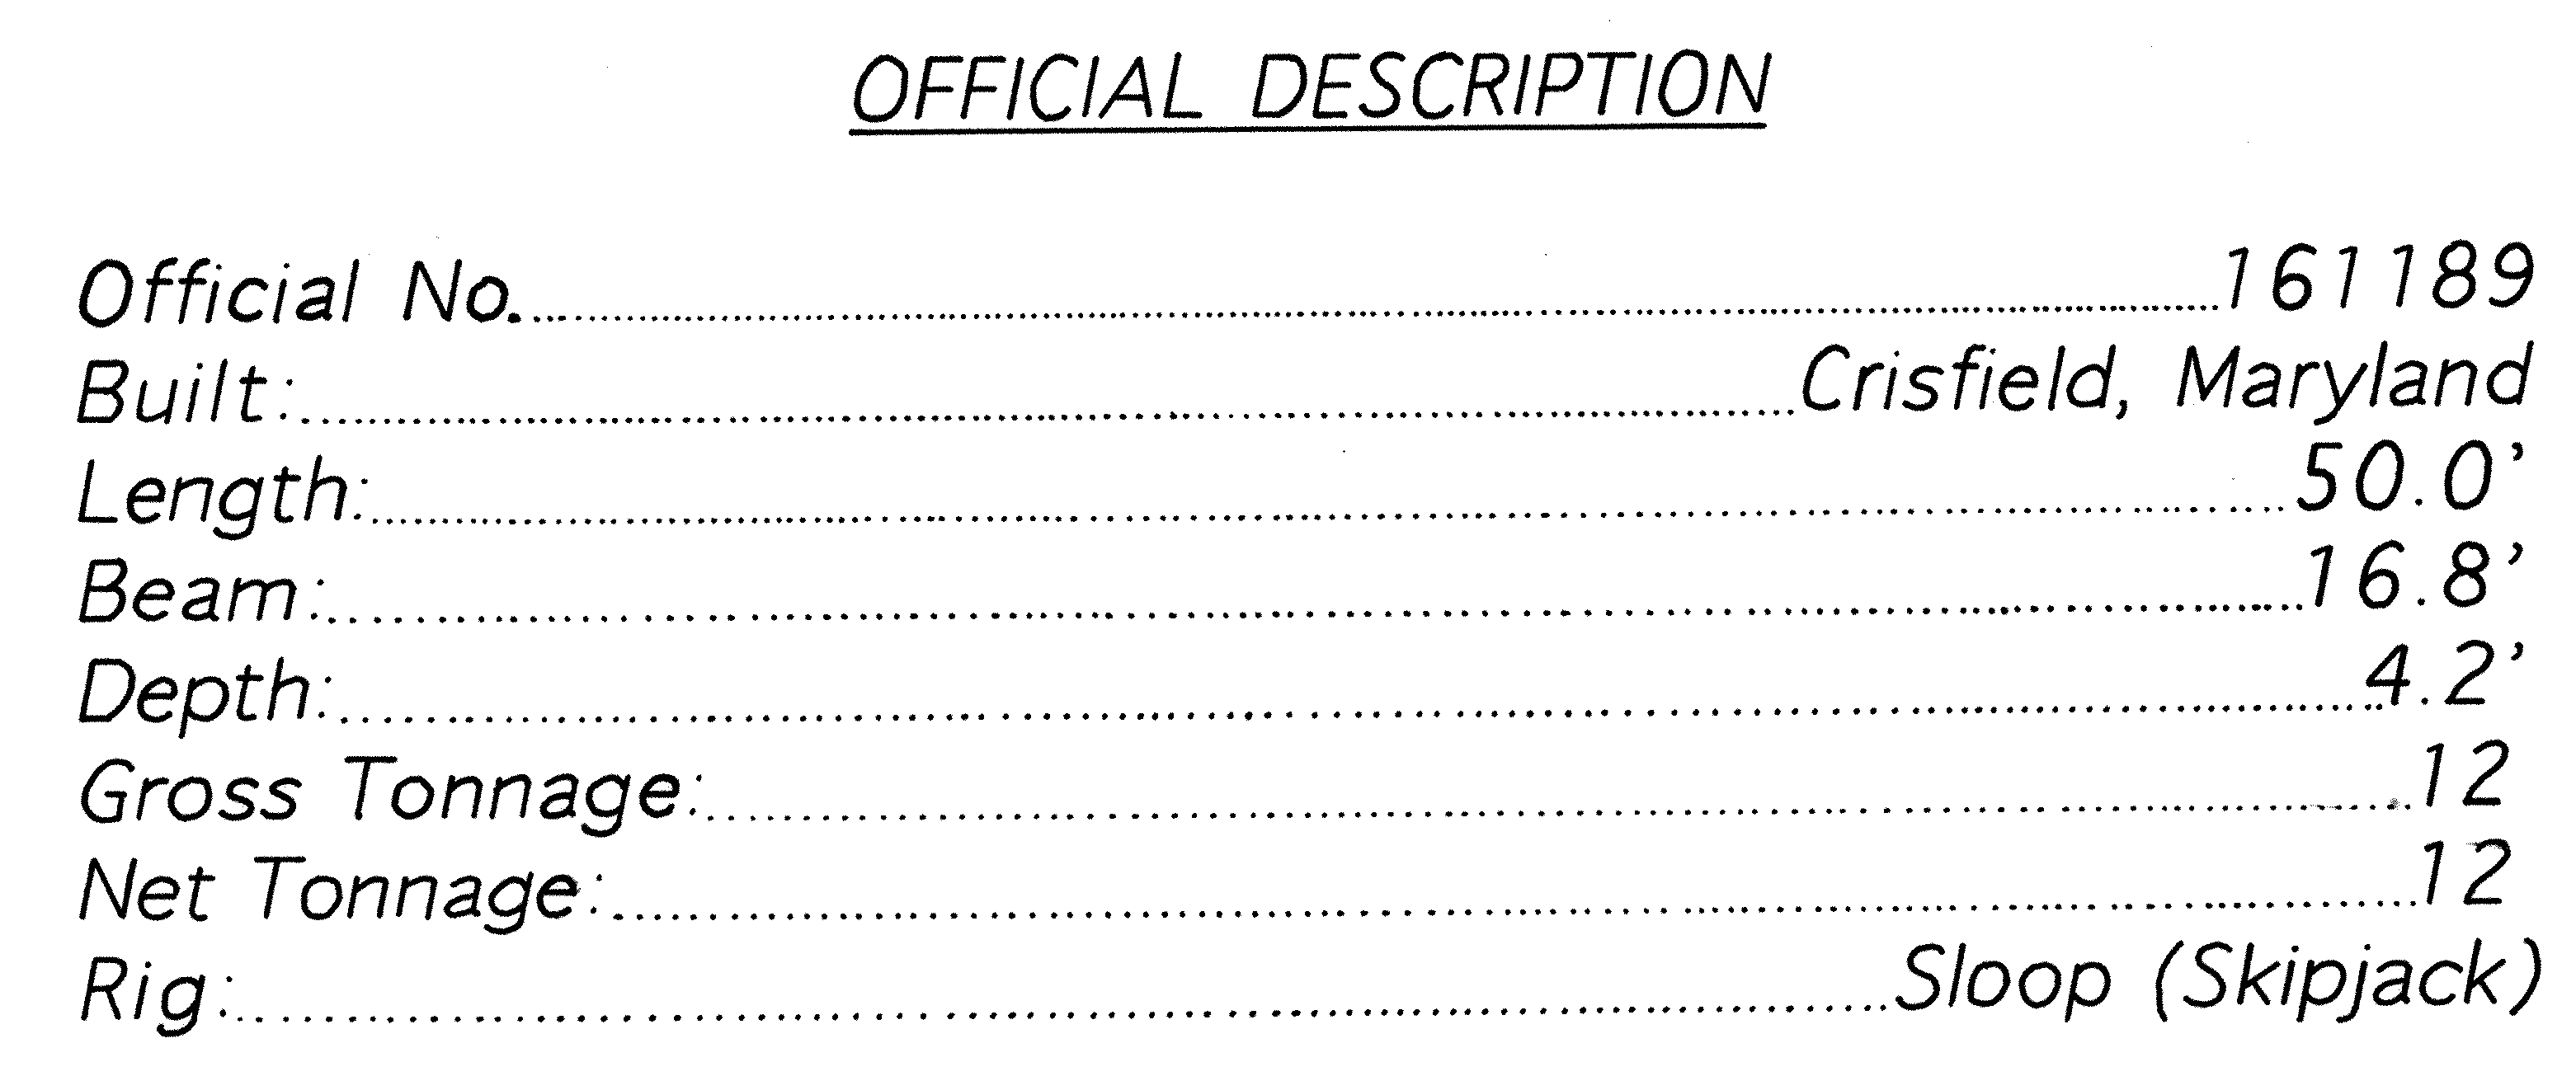 OFFICIAL DESCRIPTION
Official No. 161189
Built: Crisfield, Maryland
Length: 50.0’
Beam: 16.8’
Depth: 4.2’
Gross Tonnage: 12
Net Tonnage: 12
Rig: Sloop (Skipjack)